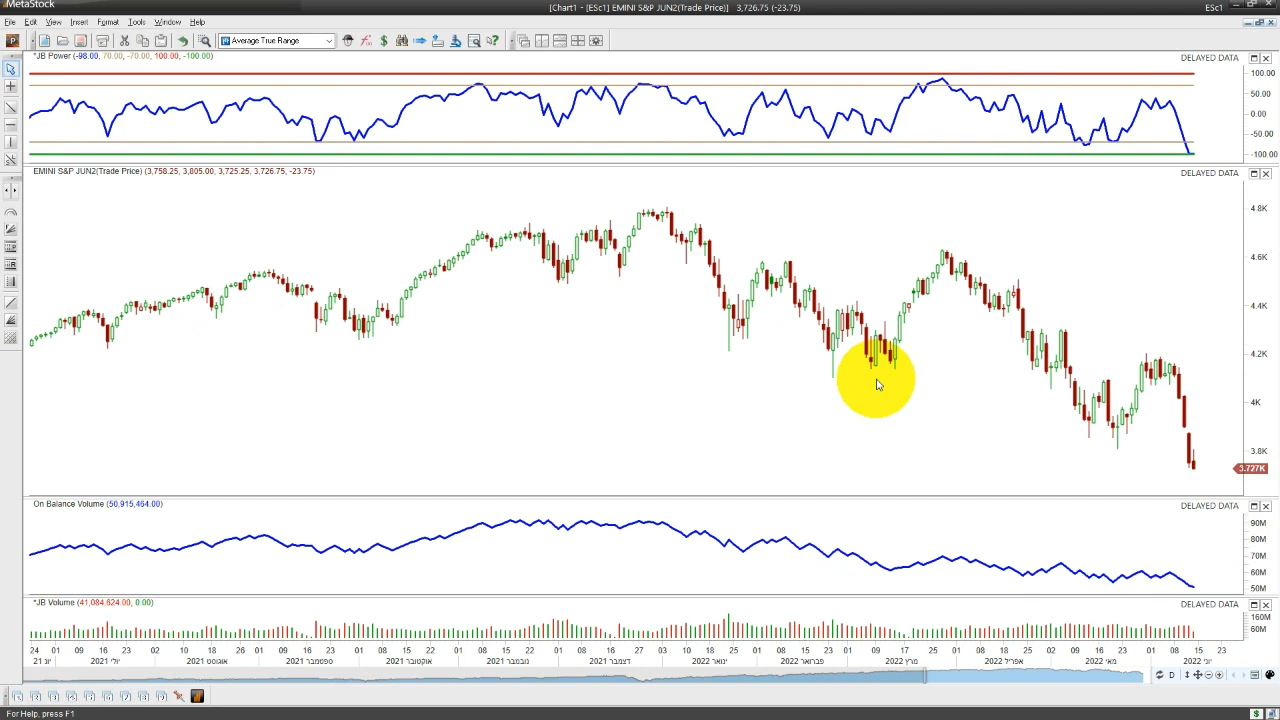 MetaStock
[Chart1 - [ESc1] EMINI S&P JUN2(Trade Price)] 3,726.75 (-23.75)
ESc1
File Edit View Insert Format Tools Window Help
Average True Range
*JB Power (-98.00, 70.00, -70.00, 100.00, -100.00)
DELAYED DATA
100.00
50.00
0.00
-50.00
-100.00
EMINI S&P JUN2(Trade Price) (3,758.25, 3,805.00, 3,725.25, 3,726.75, -23.75)
DELAYED DATA
4.8K
4.6K
4.4K
4.2K
4K
3.8K
3.727K
On Balance Volume (50,915,464.00)
DELAYED DATA
90M
80M
70M
60M
50M
*JB Volume (41,084,624.00, 0.00)
DELAYED DATA
160M
60M
24 01 09 16 23 02 10 18 26 01 09 16 23 01 08 15 22 01 08 15 22 01 08 15 22 03 10 18 25 01 08 15 23 01 08 16 25 01 08 18 25 02 09 16 23 01 08 15 23
יונ 21 יולי 2021 אוגוסט 2021 ספטמבר 2021 אוקטובר 2021 נובמבר 2021 דצמבר 2021 ינואר 2022 פברואר 2022 מרץ 2022 אפריל 2022 מאי 2022 יוני 2022
D
For Help, press F1